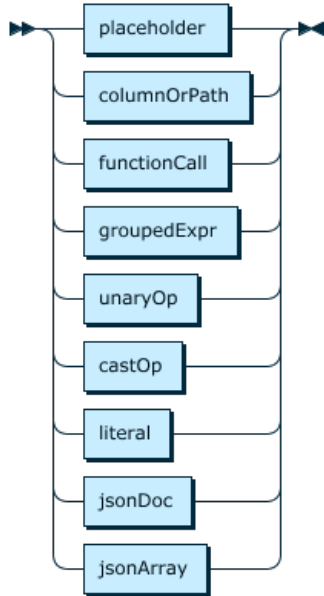 placeholder
columnOrPath
functionCall
groupedExpr
unaryOp
castOp
literal
jsonDoc
jsonArray